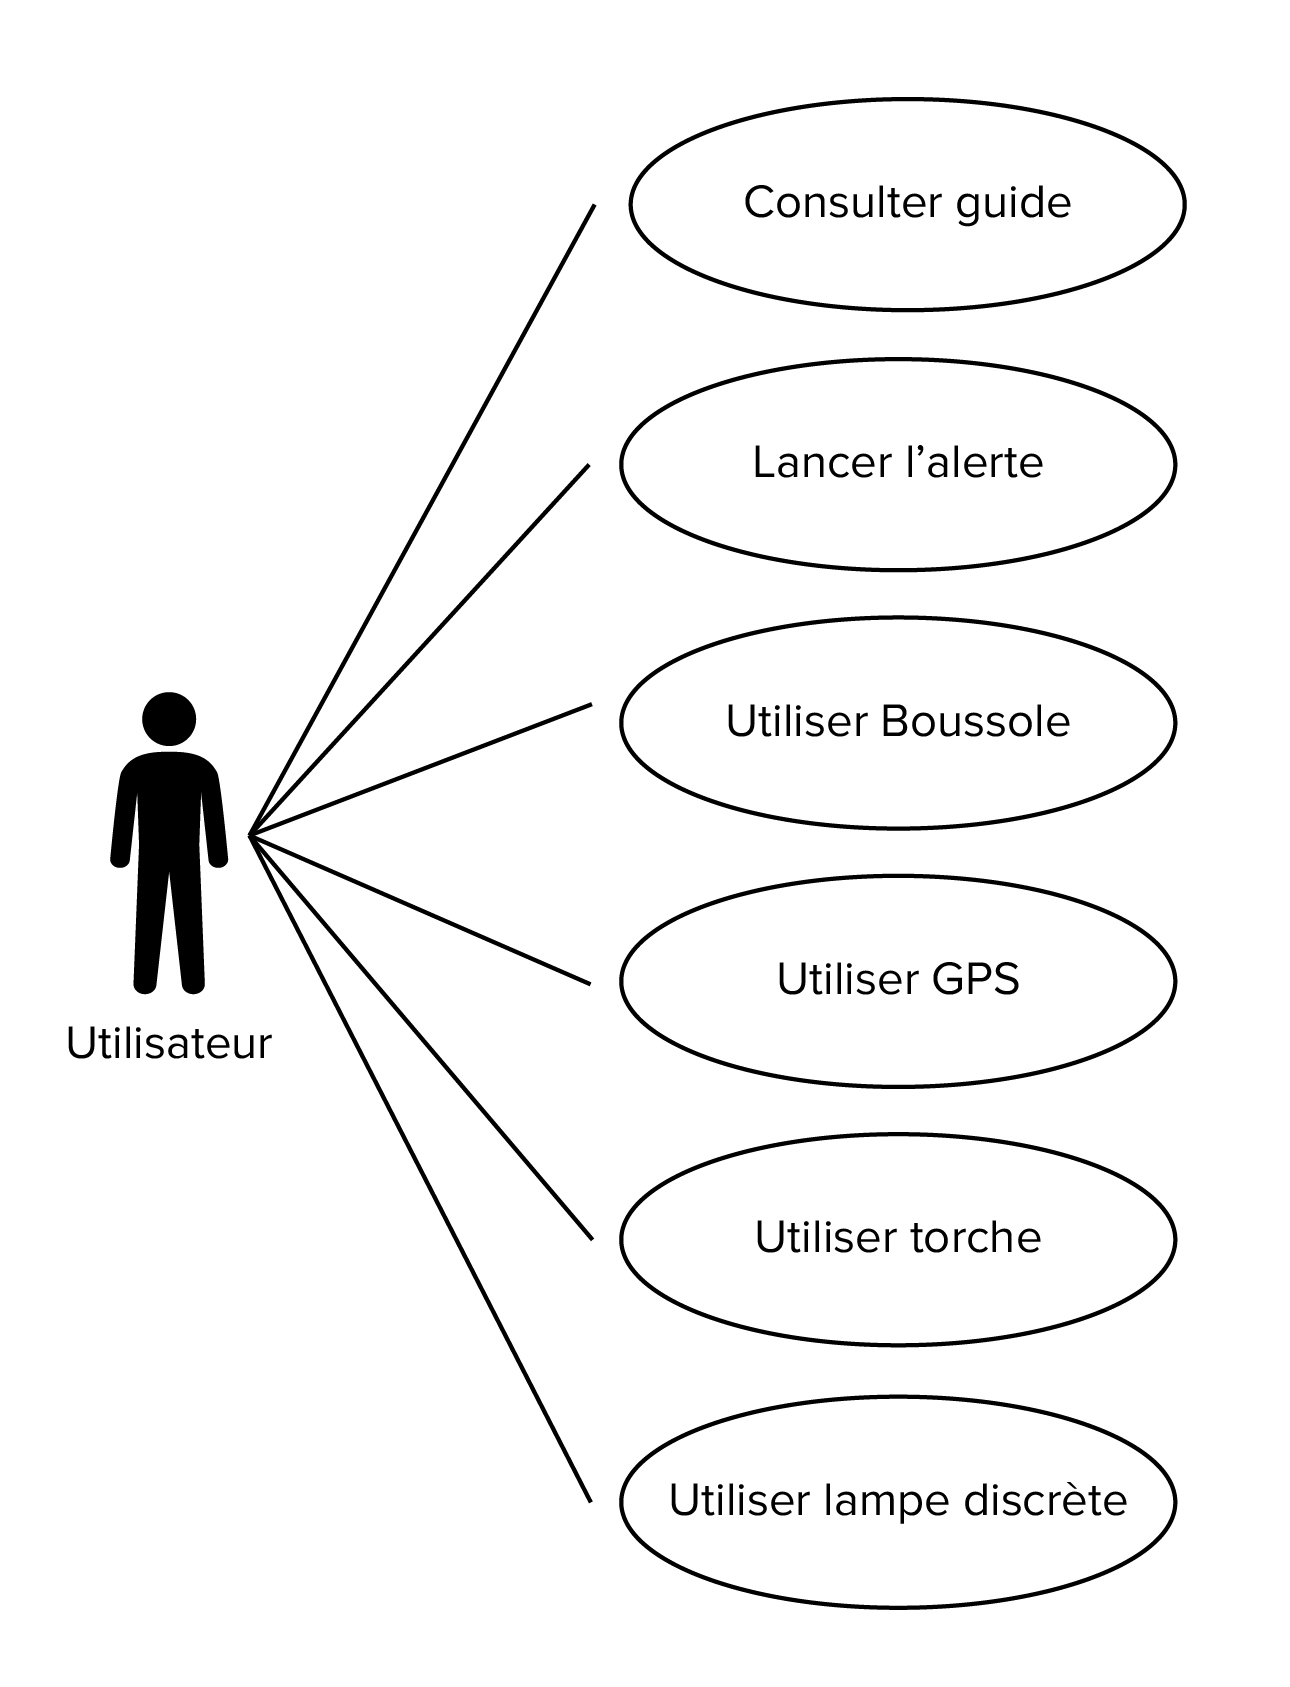 Consulter guide
Lancer l’alerte
Utiliser Boussole
Utiliser GPS
Utilisateur
Utiliser torche
Utiliser lampe discrète